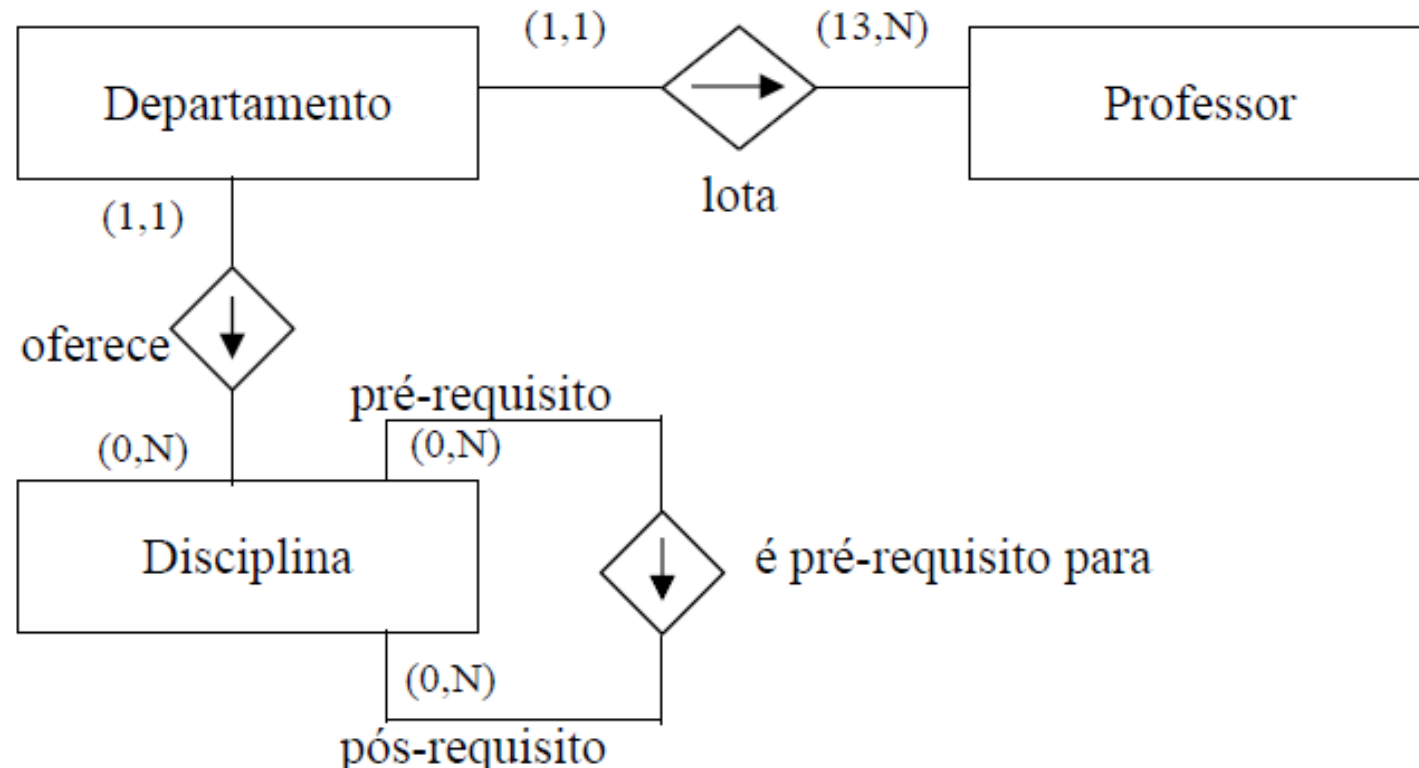 (1,1) (13,N)
Departamento Professor
lota
(1,1)
oferece
pré-requisito
(0,N) (0,N)
Disciplina é pré-requisito para
(0,N)
pós-requisito